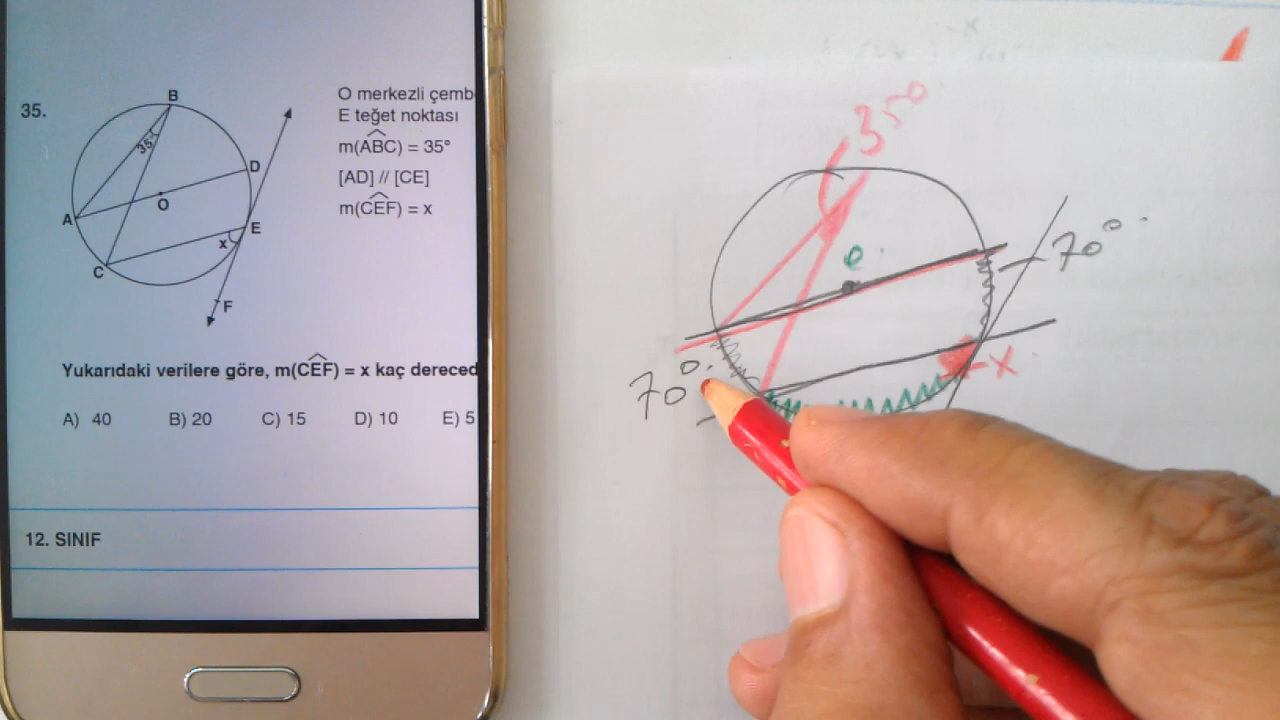 35.
O merkezli çemb
E teğet noktası
m(ABC) = 35°
[AD] // [CE]
m(CEF) = x
B
35°
D
A
O
E
x
C
F
Yukarıdaki verilere göre, m(CEF) = x kaç dereced
A) 40 B) 20 C) 15 D) 10 E) 5
12. SINIF
35°
70°
70°
x